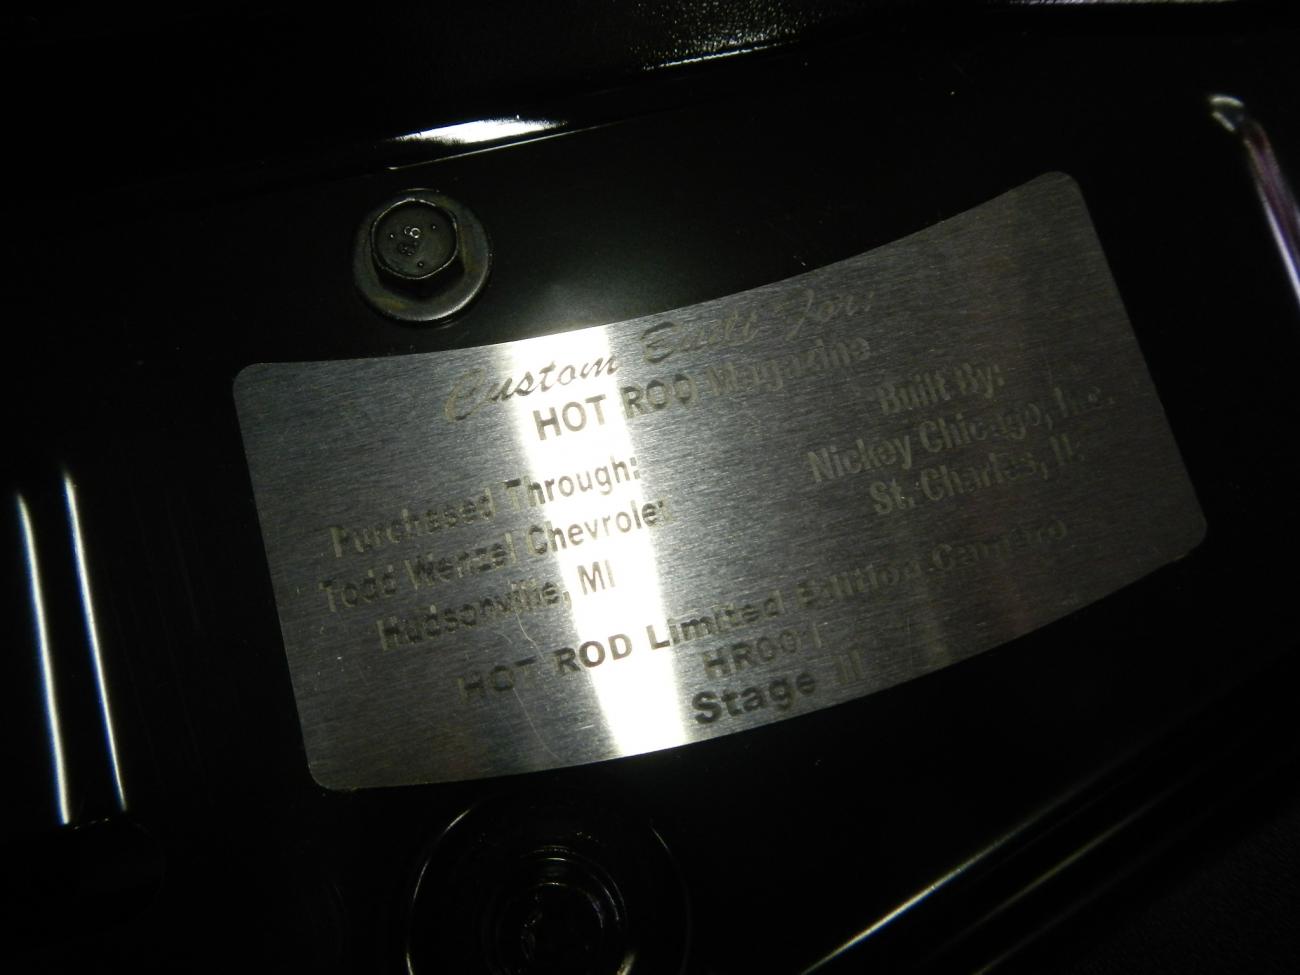 Custom Built For:
HOT ROD Magazine
Purchased Through:
Todd Wenzel Chevrolet
Hudsonville, MI
Built By:
Nickey Chicago, Inc.
St. Charles, IL
HOT ROD Limited Edition Camaro
HR001
Stage III